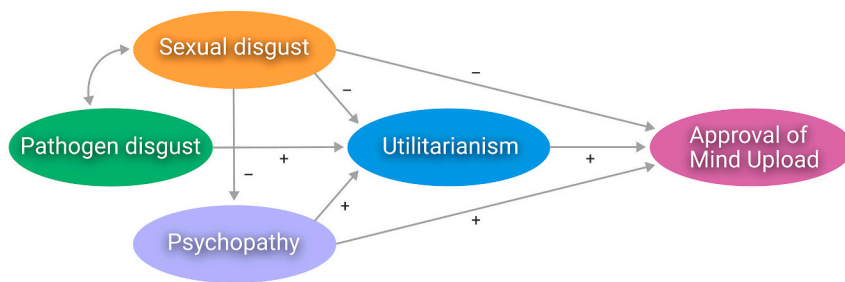 Sexual disgust
−
−
Pathogen disgust
+
Utilitarianism
+
Approval of
Mind Upload
−
+
Psychopathy
+